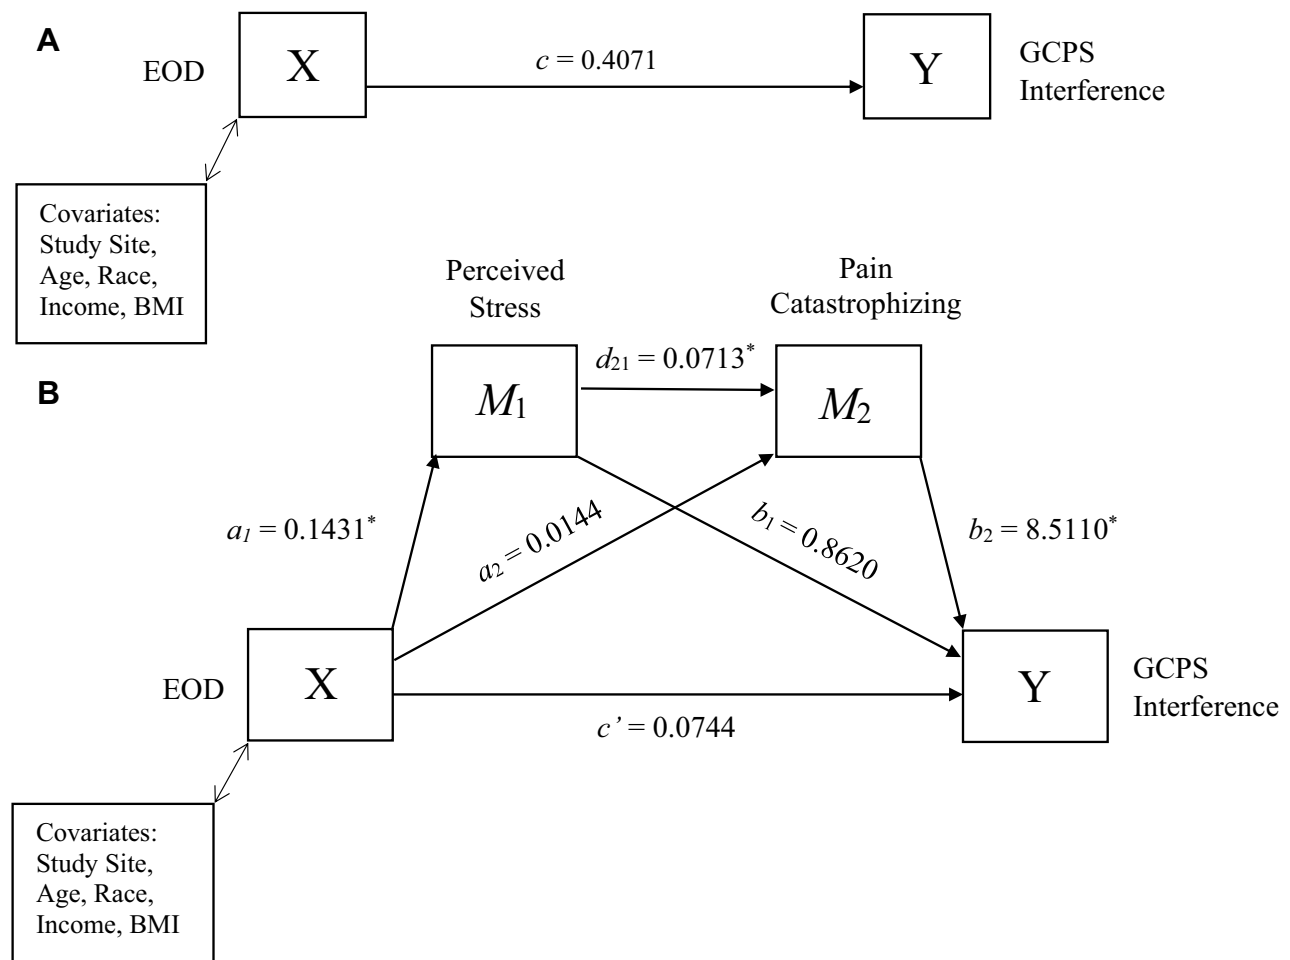 A
EOD
X
c = 0.4071
Y
GCPS
Interference
Covariates:
Study Site,
Age, Race,
Income, BMI
Perceived
Stress
Pain
Catastrophizing
B
M1
d21 = 0.0713*
M2
a1 = 0.1431*
a2 = 0.0144
b1 = 0.8620
b2 = 8.5110*
EOD
X
c’ = 0.0744
Y
GCPS
Interference
Covariates:
Study Site,
Age, Race,
Income, BMI